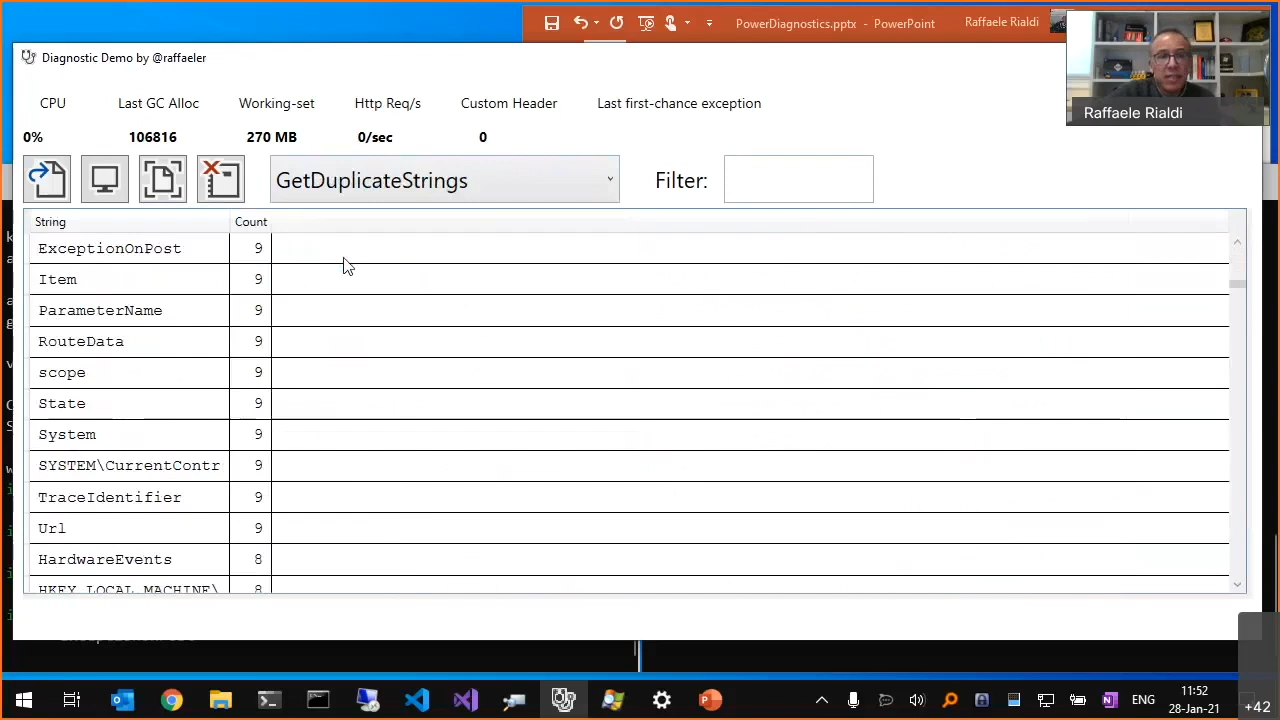 PowerDiagnostics.pptx - PowerPoint
Raffaele Rialdi
Diagnostic Demo by @raffaeler
Raffaele Rialdi
CPU Last GC Alloc Working-set Http Req/s Custom Header Last first-chance exception
0% 106816 270 MB 0/sec 0
GetDuplicateStrings Filter:
String Count
ExceptionOnPost 9
Item 9
ParameterName 9
RouteData 9
scope 9
State 9
System 9
SYSTEM\CurrentContr 9
TraceIdentifier 9
Url 9
HardwareEvents 8
HKEY_LOCAL_MACHINE\ 8
ENG
11:52
28-Jan-21
+42